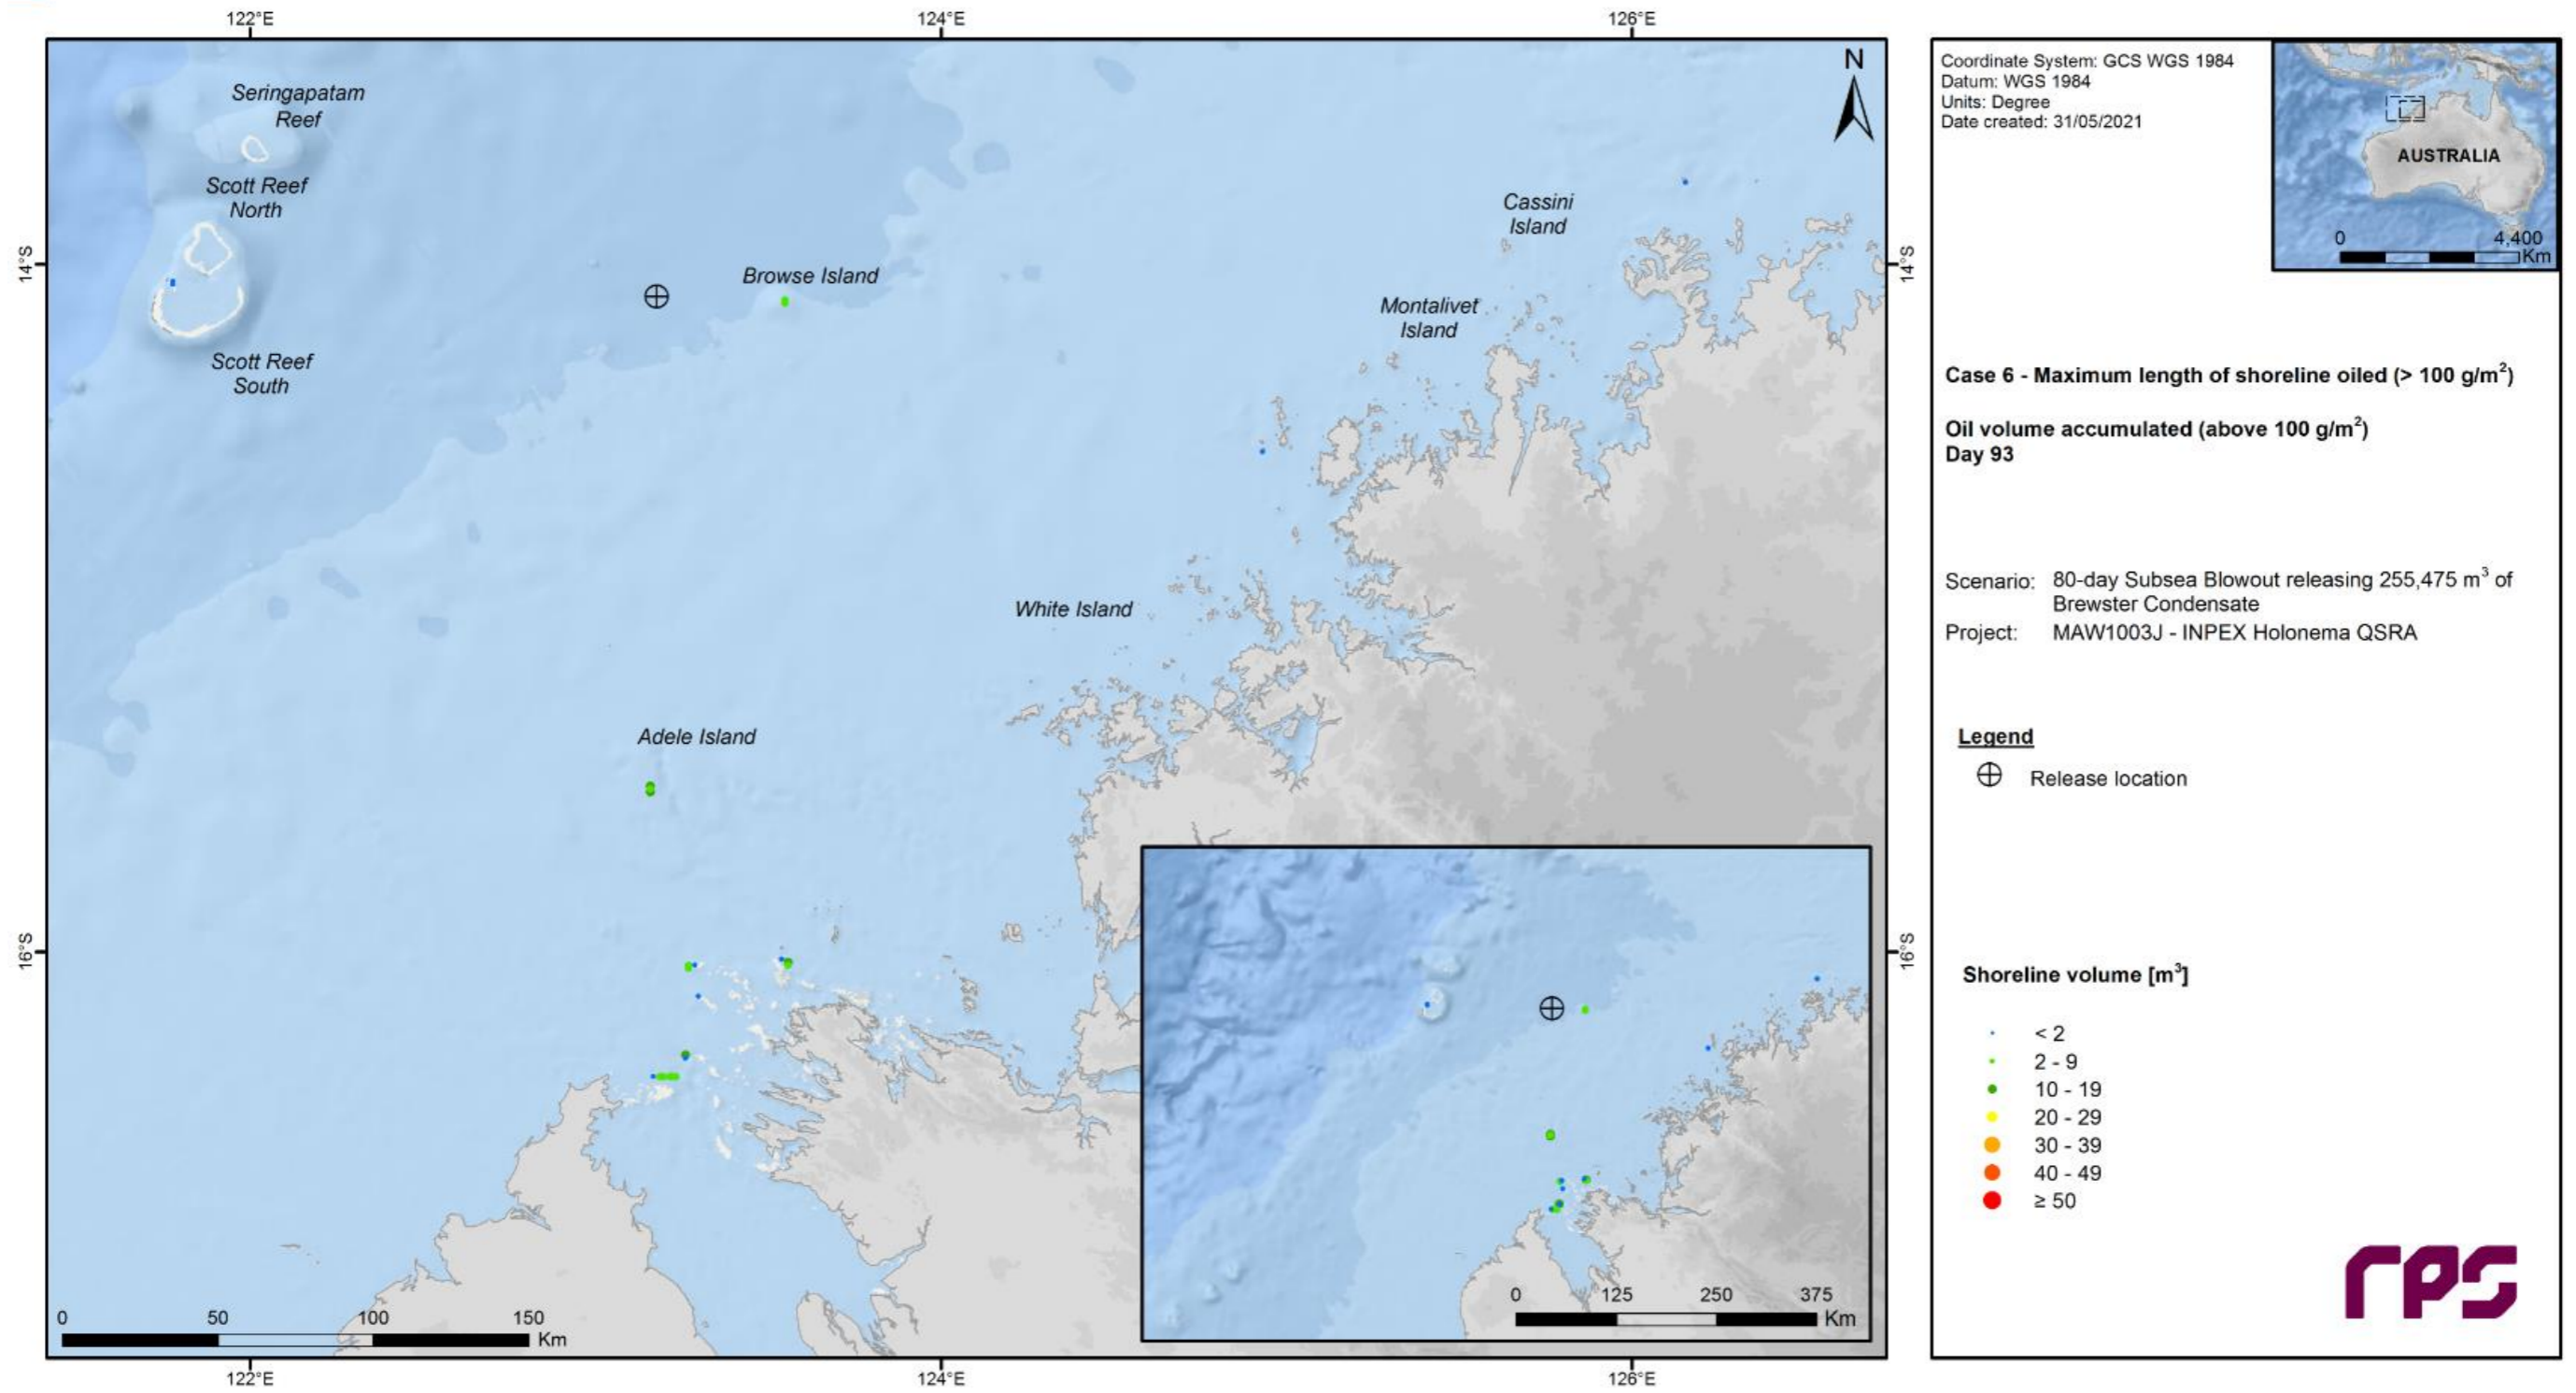 122°E
124°E
126°E
N
Seringapatam
Reef
Scott Reef
North
Cassini
Island
14°S
14°S
Browse Island
Montalivet
Island
Scott Reef
South
White Island
Adele Island
16°S
16°S
0 50 100 150
Km
0 125 250 375
Km
122°E
124°E
126°E
Coordinate System: GCS WGS 1984
Datum: WGS 1984
Units: Degree
Date created: 31/05/2021
AUSTRALIA
0 4,400
Km
Case 6 - Maximum length of shoreline oiled (> 100 g/m²)
Oil volume accumulated (above 100 g/m²)
Day 93
Scenario: 80-day Subsea Blowout releasing 255,475 m³ of
Brewster Condensate
Project: MAW1003J - INPEX Holonema QSRA
Legend
Release location
Shoreline volume [m³]
< 2
2 - 9
10 - 19
20 - 29
30 - 39
40 - 49
≥ 50
rps